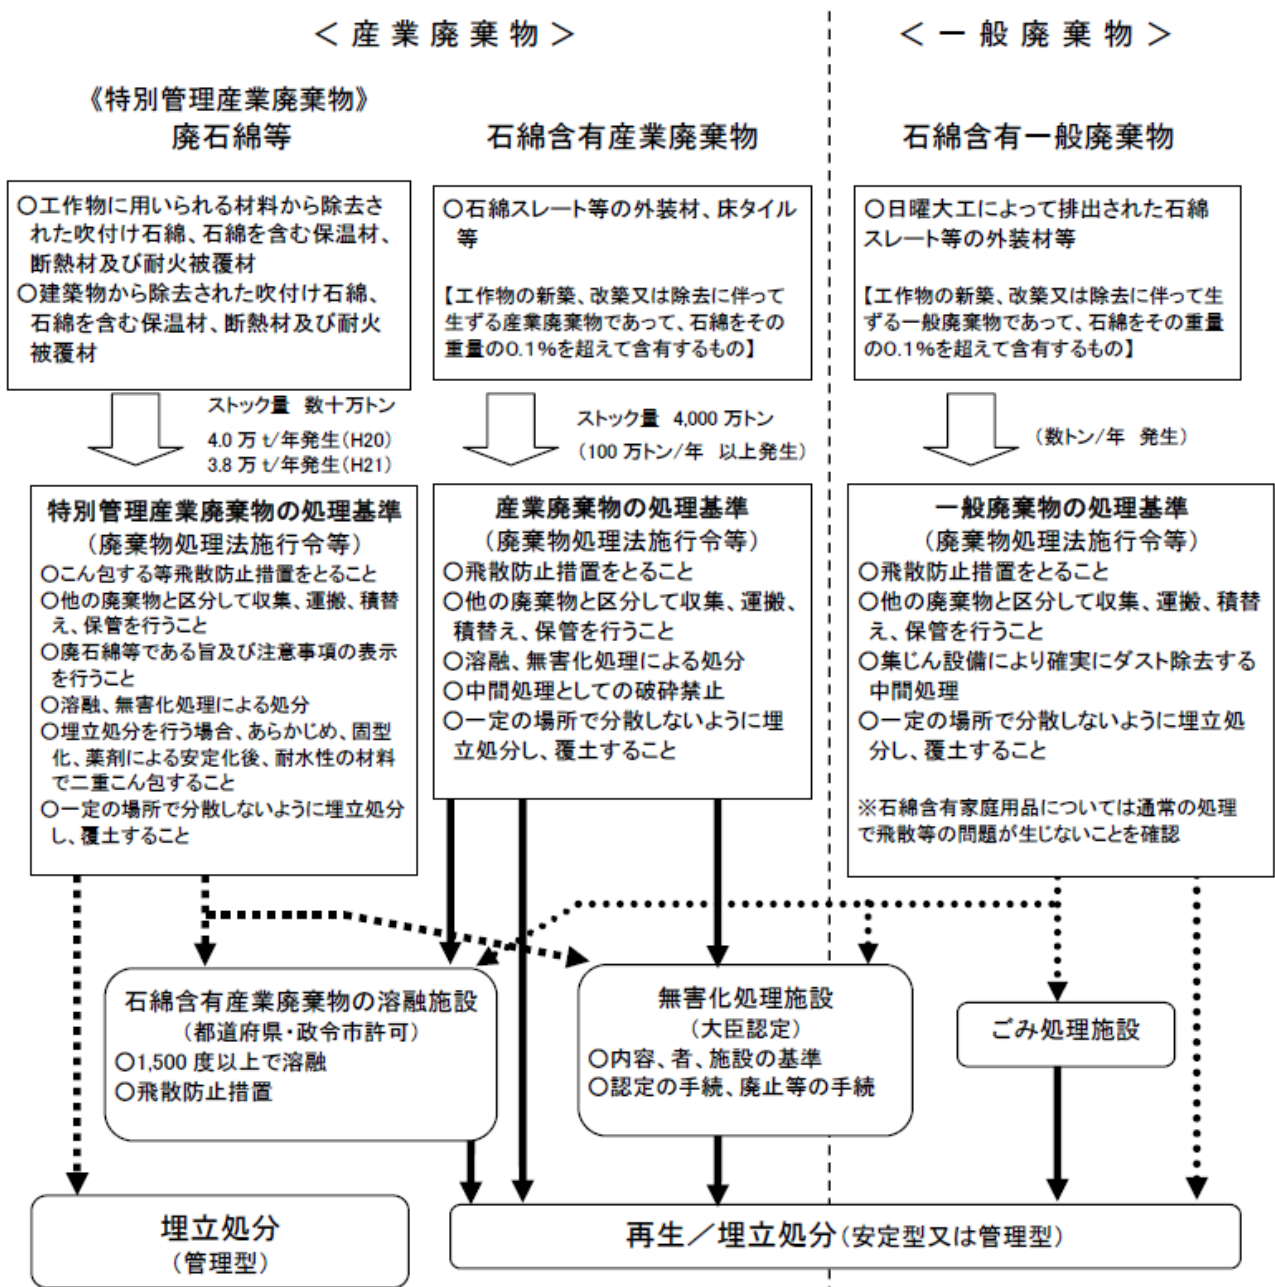 ＜産業廃棄物＞
＜一般廃棄物＞
《特別管理産業廃棄物》
廃石綿等
石綿含有産業廃棄物
石綿含有一般廃棄物
○工作物に用いられる材料から除去さ
れた吹付け石綿、石綿を含む保温材、
断熱材及び耐火被覆材
○建築物から除去された吹付け石綿、
石綿を含む保温材、断熱材及び耐火
被覆材
○石綿スレート等の外装材、床タイル
等
【工作物の新築、改築又は除去に伴って
生ずる産業廃棄物であって、石綿をその
重量の0.1%を超えて含有するもの】
○日曜大工によって排出された石綿
スレート等の外装材等
【工作物の新築、改築又は除去に伴って生
ずる一般廃棄物であって、石綿をその重量
の0.1%を超えて含有するもの】
ストック量　数十万トン
4.0 万 t/年発生(H20)
3.8 万 t/年発生(H21)
ストック量　4,000 万トン
(100 万トン/年　以上発生)
(数トン/年　発生)
特別管理産業廃棄物の処理基準
(廃棄物処理法施行令等)
○こん包する等飛散防止措置をとること
○他の廃棄物と区分して収集、運搬、積替
え、保管を行うこと
○廃石綿等である旨及び注意事項の表示
を行うこと
○溶融、無害化処理による処分
○埋立処分を行う場合、あらかじめ、固型
化、薬剤による安定化後、耐水性の材料
で二重こん包すること
○一定の場所で分散しないように埋立処分
し、覆土すること
産業廃棄物の処理基準
(廃棄物処理法施行令等)
○飛散防止措置をとること
○他の廃棄物と区分して収集、運搬、
積替え、保管を行うこと
○溶融、無害化処理による処分
○中間処理としての破砕禁止
○一定の場所で分散しないように埋
立処分し、覆土すること
一般廃棄物の処理基準
(廃棄物処理法施行令等)
○飛散防止措置をとること
○他の廃棄物と区分して収集、運搬、積替
え、保管を行うこと
○集じん設備により確実にダスト除去する
中間処理
○一定の場所で分散しないように埋立処
分し、覆土すること
※石綿含有家庭用品については通常の処理
で飛散等の問題が生じないことを確認
石綿含有産業廃棄物の溶融施設
(都道府県・政令市許可)
○1,500 度以上で溶融
○飛散防止措置
無害化処理施設
(大臣認定)
○内容、者、施設の基準
○認定の手続、廃止等の手続
ごみ処理施設
埋立処分
(管理型)
再生／埋立処分(安定型又は管理型)